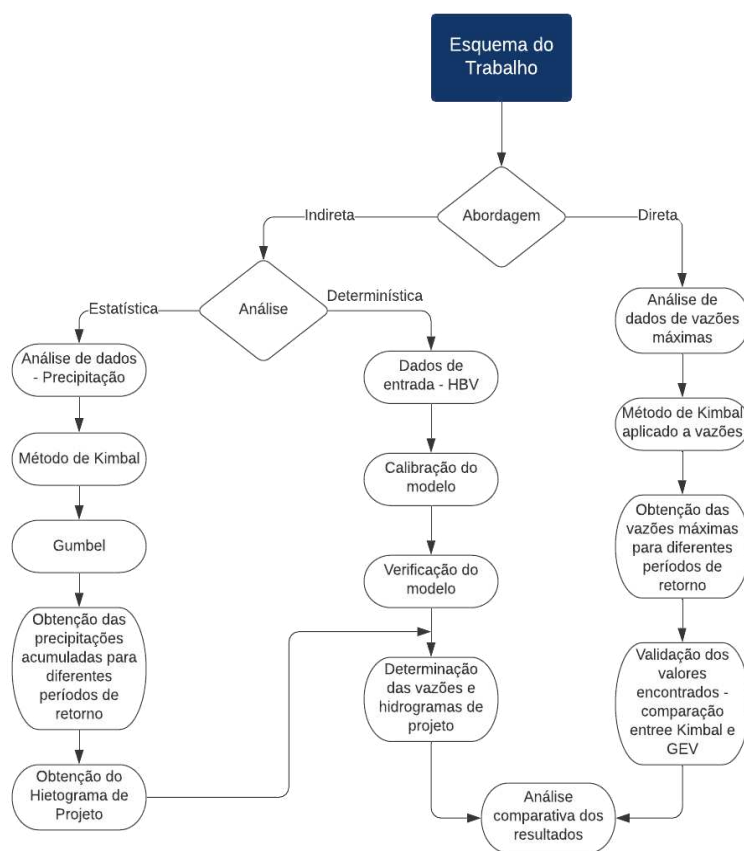 Esquema do
Trabalho
Abordagem
Indireta
Direta
Análise
Estatística
Determinística
Análise de dados
- Precipitação
Método de Kimbal
Gumbel
Obtenção das
precipitações
acumuladas para
diferentes
períodos de
retorno
Obtenção do
Hietograma de
Projeto
Dados de
entrada - HBV
Calibração do
modelo
Verificação do
modelo
Determinação
das vazões e
hidrogramas de
projeto
Análise de
dados de vazões
máximas
Método de Kimbal
aplicado a vazões
Obtenção das
vazões máximas
para diferentes
períodos de
retorno
Validação dos
valores
encontrados -
comparação
entree Kimbal e
GEV
Análise
comparativa dos
resultados